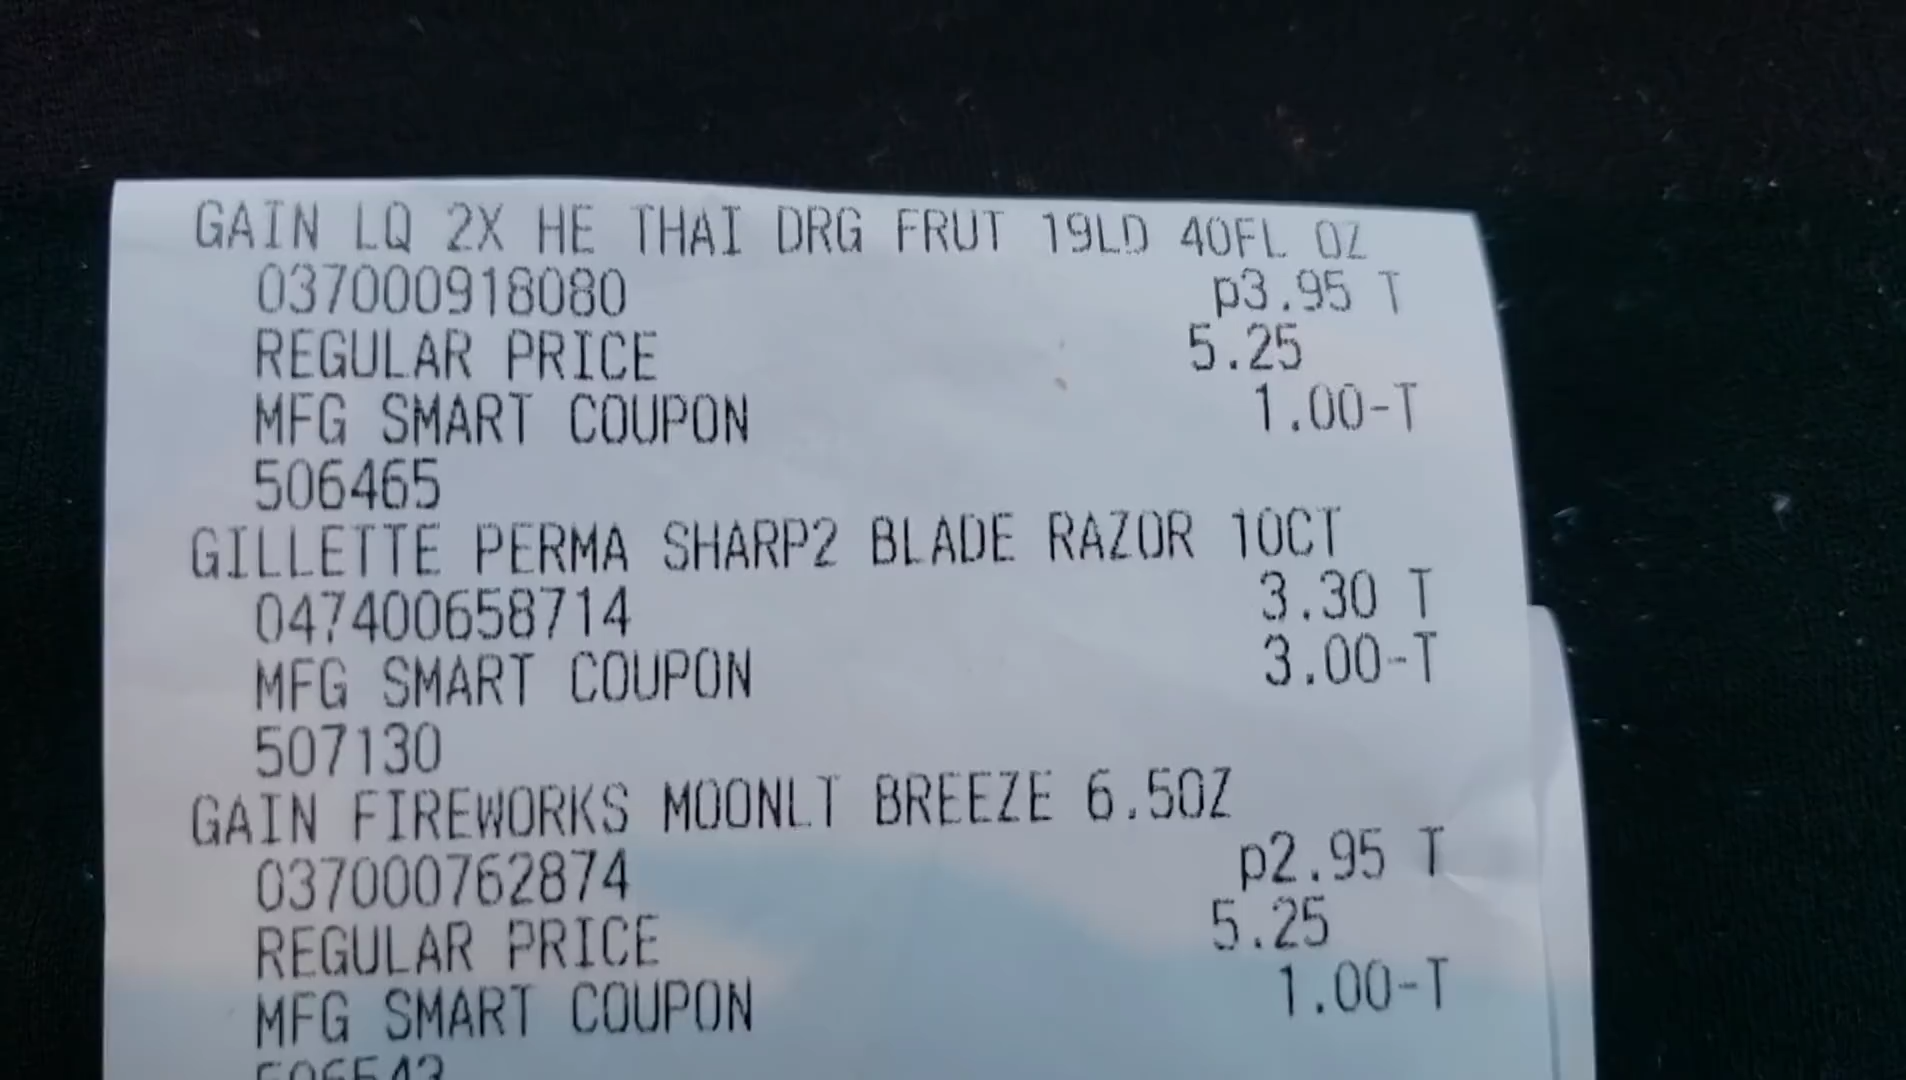 GAIN LQ 2X HE THAI DRG FRUT 19LD 40FL OZ
037000918080 p3.95 T
REGULAR PRICE 5.25
MFG SMART COUPON 1.00-T
506465
GILLETTE PERMA SHARP2 BLADE RAZOR 10CT
047400658714 3.30 T
MFG SMART COUPON 3.00-T
507130
GAIN FIREWORKS MOONLT BREEZE 6.5OZ
037000762874 p2.95 T
REGULAR PRICE 5.25
MFG SMART COUPON 1.00-T